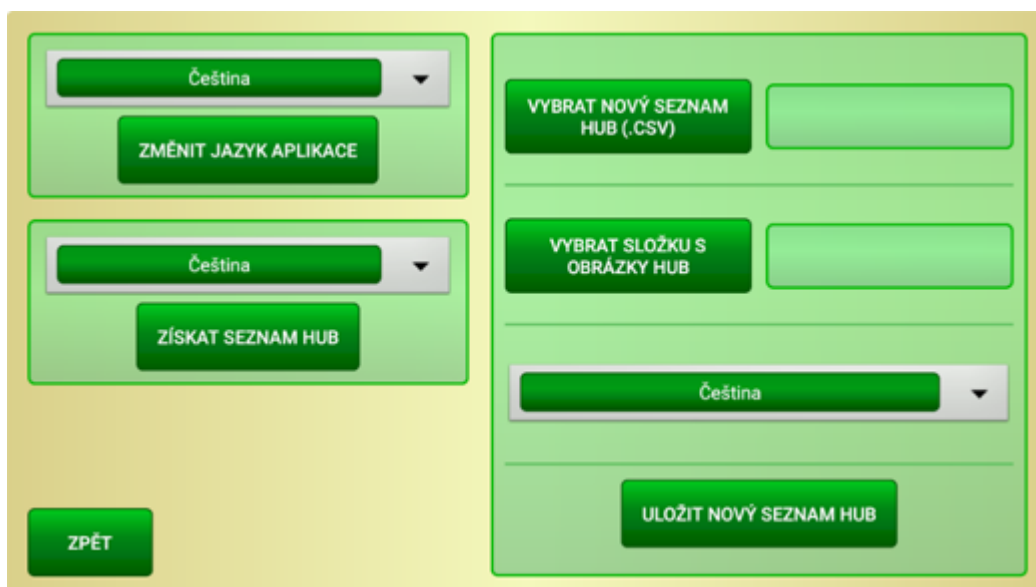 Čeština
ZMĚNIT JAZYK APLIKACE
Čeština
ZÍSKAT SEZNAM HUB
ZPĚT
VYBRAT NOVÝ SEZNAM
HUB (.CSV)
VYBRAT SLOŽKU S
OBRÁZKY HUB
Čeština
ULOŽIT NOVÝ SEZNAM HUB